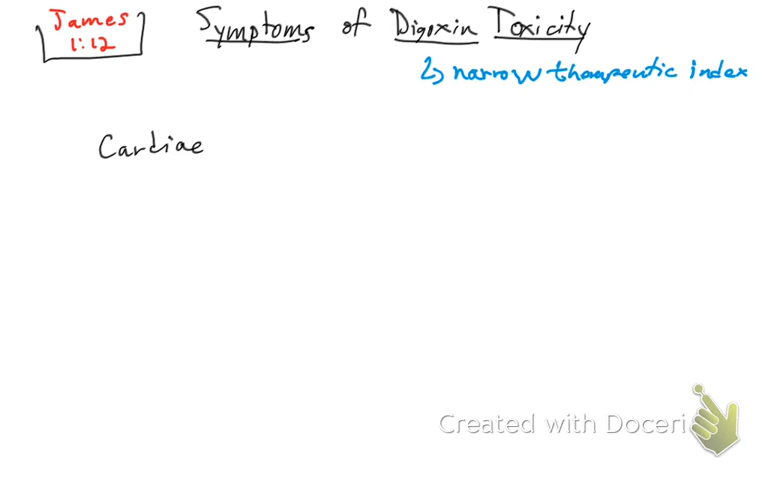 James
1:12
Symptoms of Digoxin Toxicity
↳ narrow therapeutic index
Cardiac
Created with Doceri